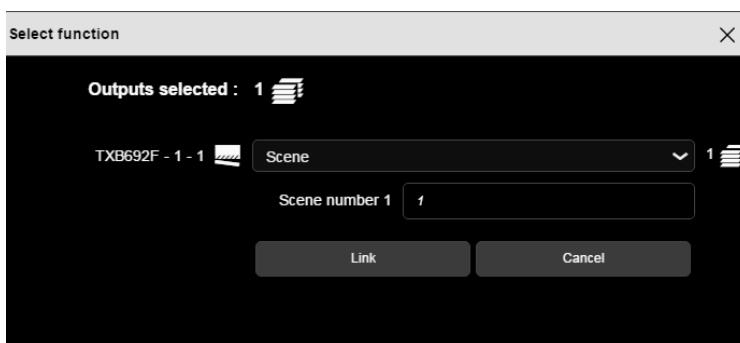 Select function
Outputs selected : 1
TXB692F - 1 - 1 Scene 1
Scene number 1 1
Link Cancel